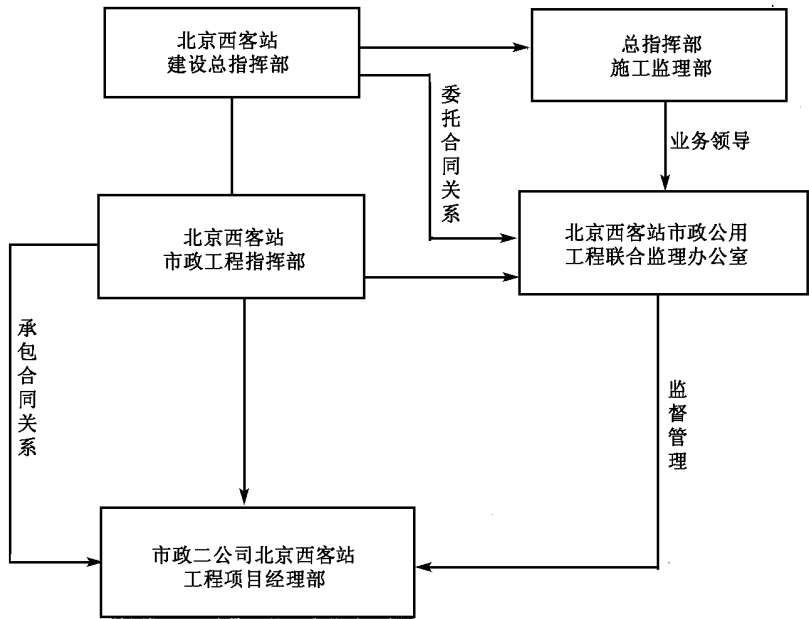 北京西客站
建设总指挥部
总指挥部
施工监理部
委托合同关系
业务领导
北京西客站
市政工程指挥部
北京西客站市政公用
工程联合监理办公室
承包合同关系
监督管理
市政二公司北京西客站
工程项目经理部